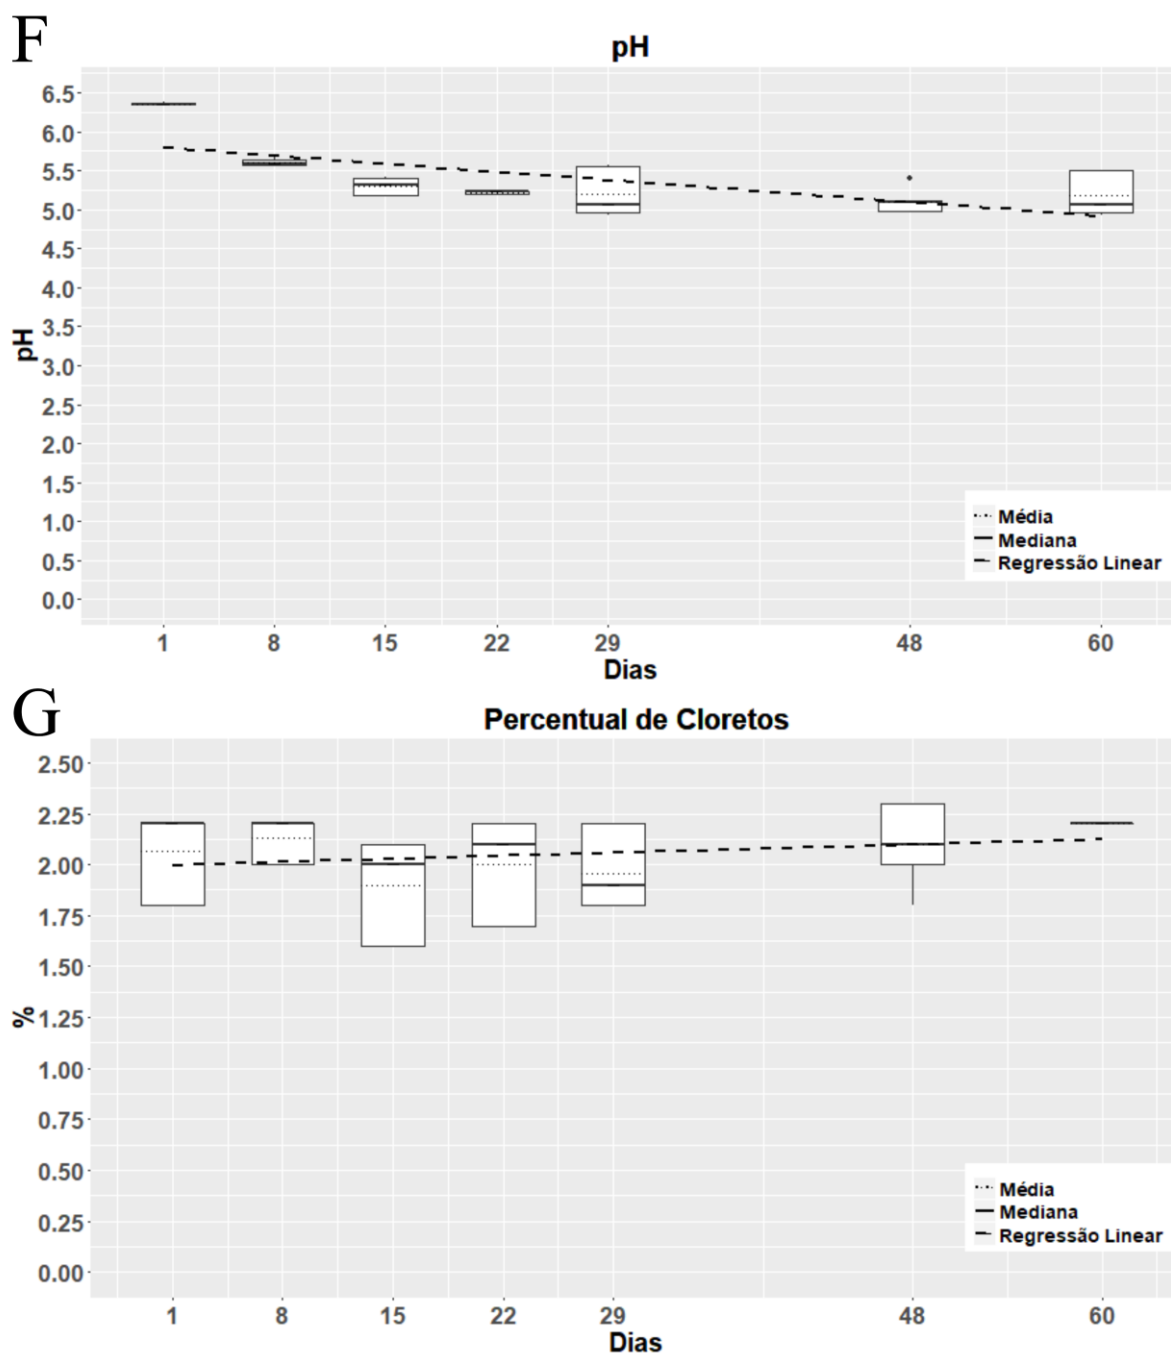 F
pH
6.5
6.0
5.5
5.0
4.5
4.0
3.5
3.0
2.5
2.0
1.5
1.0
0.5
0.0
pH
Média
Mediana
Regressão Linear
1 8 15 22 29 48 60
Dias
G
Percentual de Cloretos
2.50
2.25
2.00
1.75
1.50
1.25
1.00
0.75
0.50
0.25
0.00
%
Média
Mediana
Regressão Linear
1 8 15 22 29 48 60
Dias